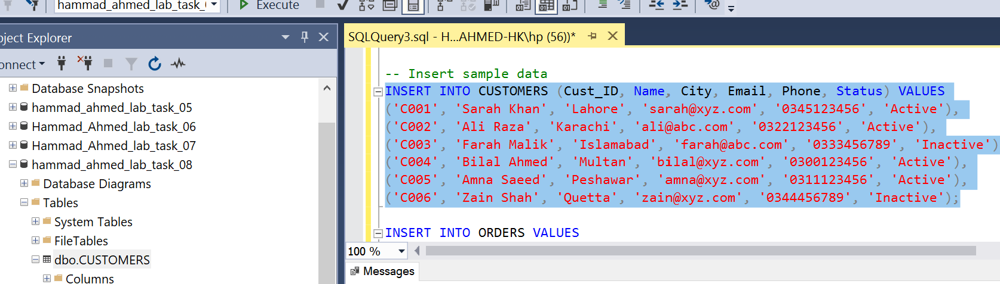 hammad_ahmed_lab_task_
Execute
ject Explorer
SQLQuery3.sql - H...AHMED-HK\hp (56))*
onnect
Database Snapshots
hammad_ahmed_lab_task_05
Hammad_Ahmed_lab_task_06
Hammad_Ahmed_lab_task_07
hammad_ahmed_lab_task_08
Database Diagrams
Tables
System Tables
FileTables
dbo.CUSTOMERS
Columns
-- Insert sample data
INSERT INTO CUSTOMERS (Cust_ID, Name, City, Email, Phone, Status) VALUES
('C001', 'Sarah Khan', 'Lahore', 'sarah@xyz.com', '0345123456', 'Active'),
('C002', 'Ali Raza', 'Karachi', 'ali@abc.com', '0322123456', 'Active'),
('C003', 'Farah Malik', 'Islamabad', 'farah@abc.com', '0333456789', 'Inactive')
('C004', 'Bilal Ahmed', 'Multan', 'bilal@xyz.com', '0300123456', 'Active'),
('C005', 'Amna Saeed', 'Peshawar', 'amna@xyz.com', '0311123456', 'Active'),
('C006', 'Zain Shah', 'Quetta', 'zain@xyz.com', '0344456789', 'Inactive');
INSERT INTO ORDERS VALUES
100 %
Messages